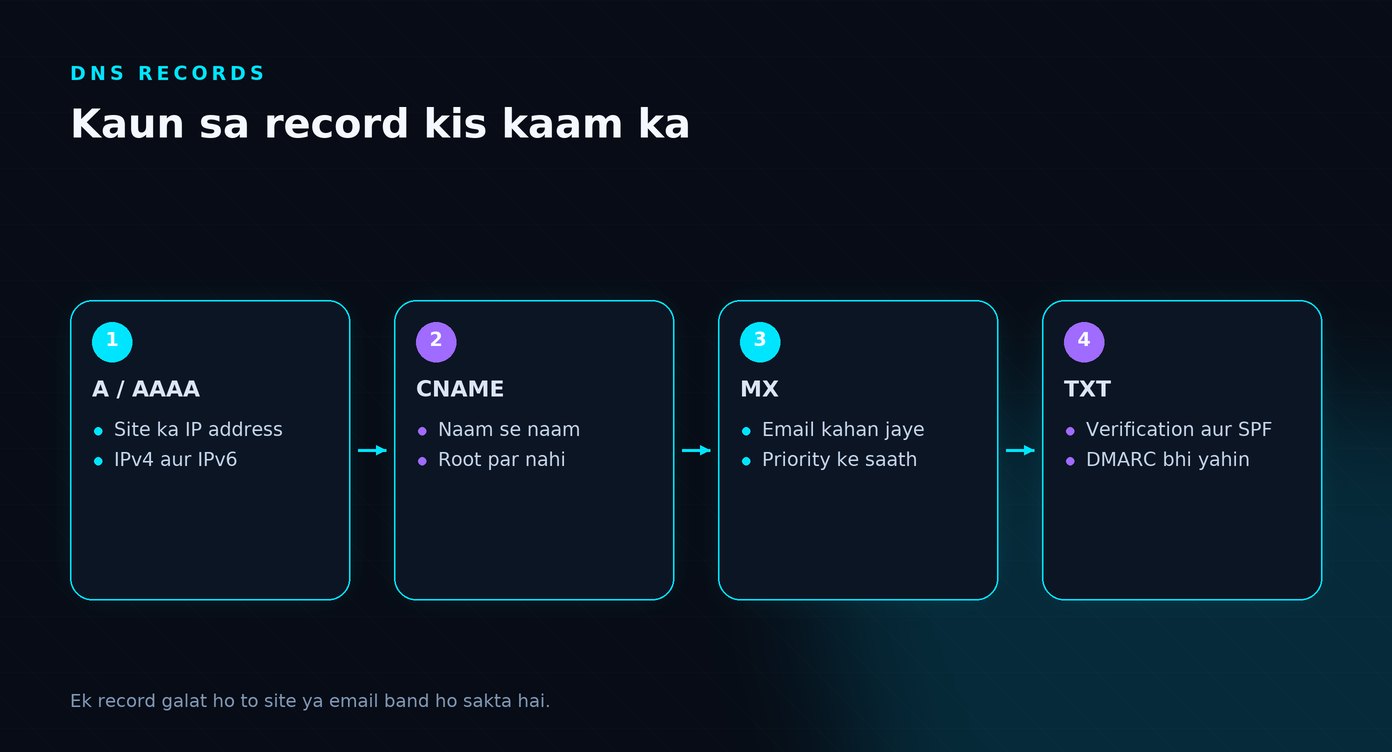 DNS RECORDS
Kaun sa record kis kaam ka
1
A / AAAA
Site ka IP address
IPv4 aur IPv6
2
CNAME
Naam se naam
Root par nahi
3
MX
Email kahan jaye
Priority ke saath
4
TXT
Verification aur SPF
DMARC bhi yahin
Ek record galat ho to site ya email band ho sakta hai.